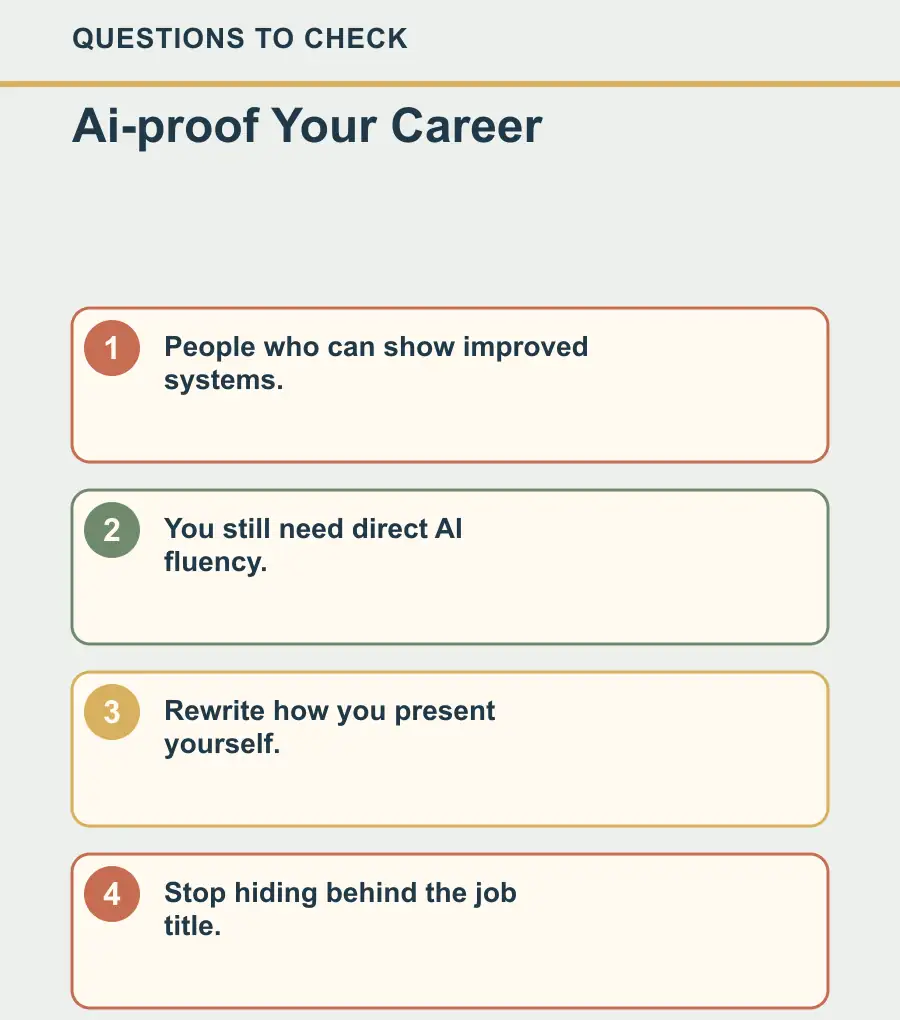 QUESTIONS TO CHECK
Ai-proof Your Career
1
People who can show improved
systems.
2
You still need direct AI
fluency.
3
Rewrite how you present
yourself.
4
Stop hiding behind the job
title.